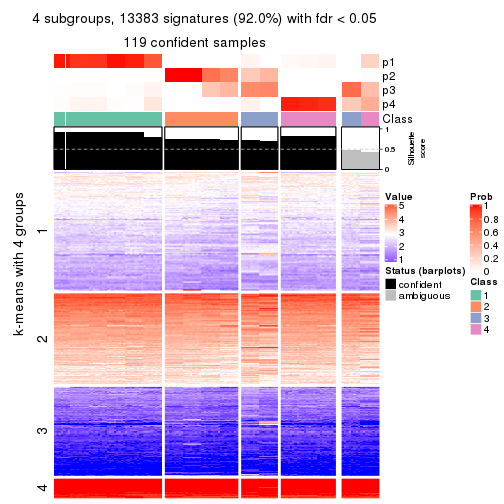 4 subgroups, 13383 signatures (92.0%) with fdr < 0.05
119 confident samples
p1
p2
p3
p4
Class
1
0.5
0
Silhouette
score
k-means with 4 groups
1
2
3
4
Value
5
4
3
2
1
Status (barplots)
confident
ambiguous
Prob
1
0.8
0.6
0.4
0.2
0
Class
1
2
3
4